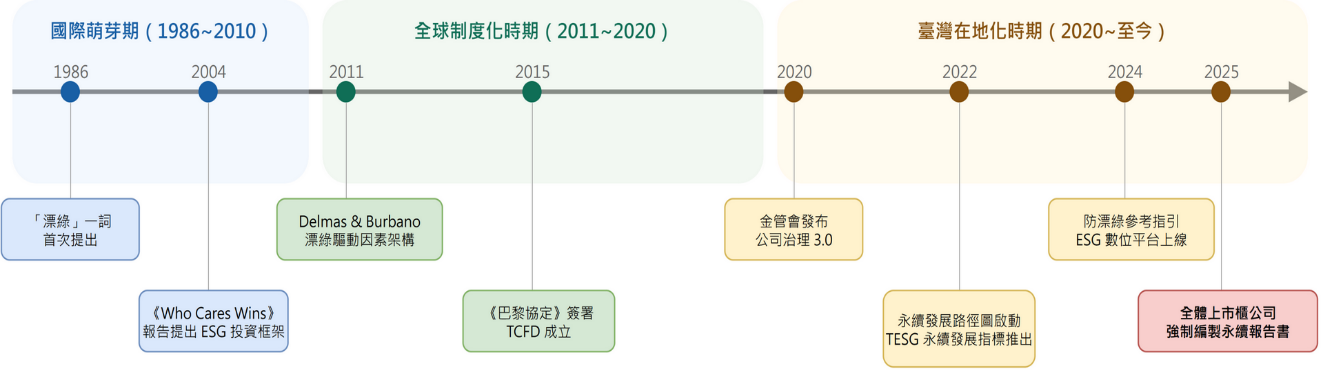 國際萌芽期（1986~2010）
全球制度化時期（2011~2020）
臺灣在地化時期（2020~至今）
1986
2004
2011
2015
2020
2022
2024
2025
「漂綠」一詞
首次提出
Delmas & Burbano
漂綠驅動因素架構
金管會發布
公司治理 3.0
防漂綠參考指引
ESG 數位平台上線
《Who Cares Wins》
報告提出 ESG 投資框架
《巴黎協定》簽署
TCFD 成立
永續發展路徑圖啟動
TESG 永續發展指標推出
全體上市櫃公司
強制編製永續報告書